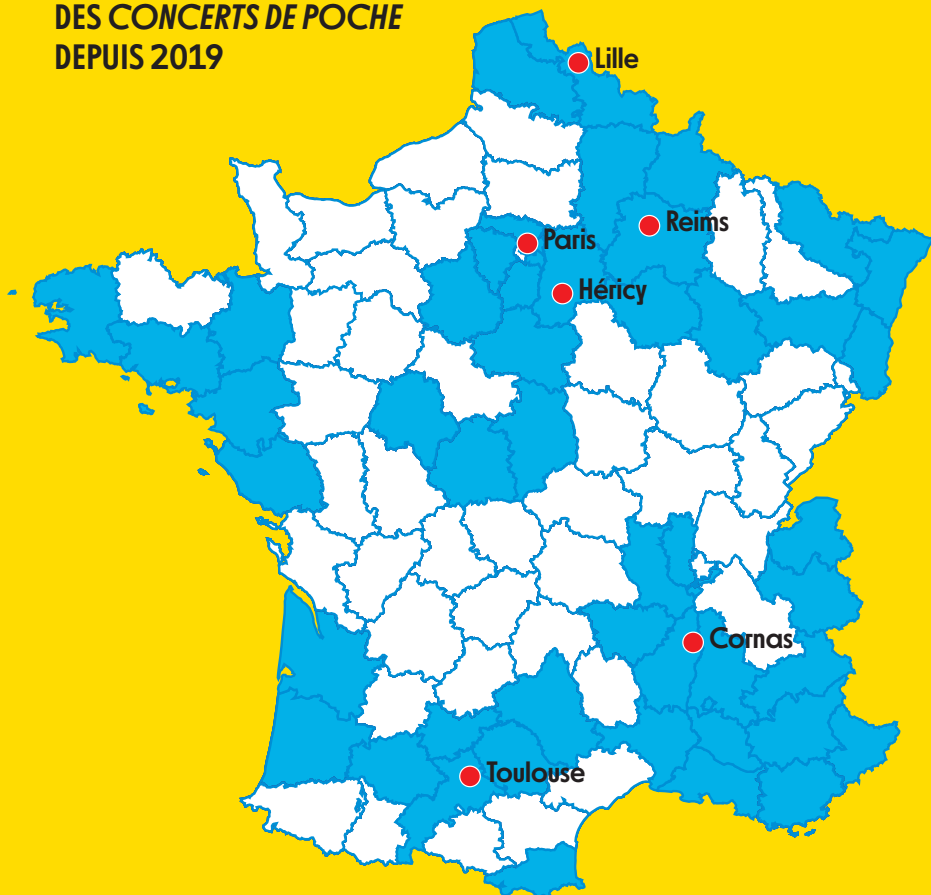 DES CONCERTS DE POCHE
DEPUIS 2019
Lille
Reims
Paris
Héricy
Cornas
Toulouse